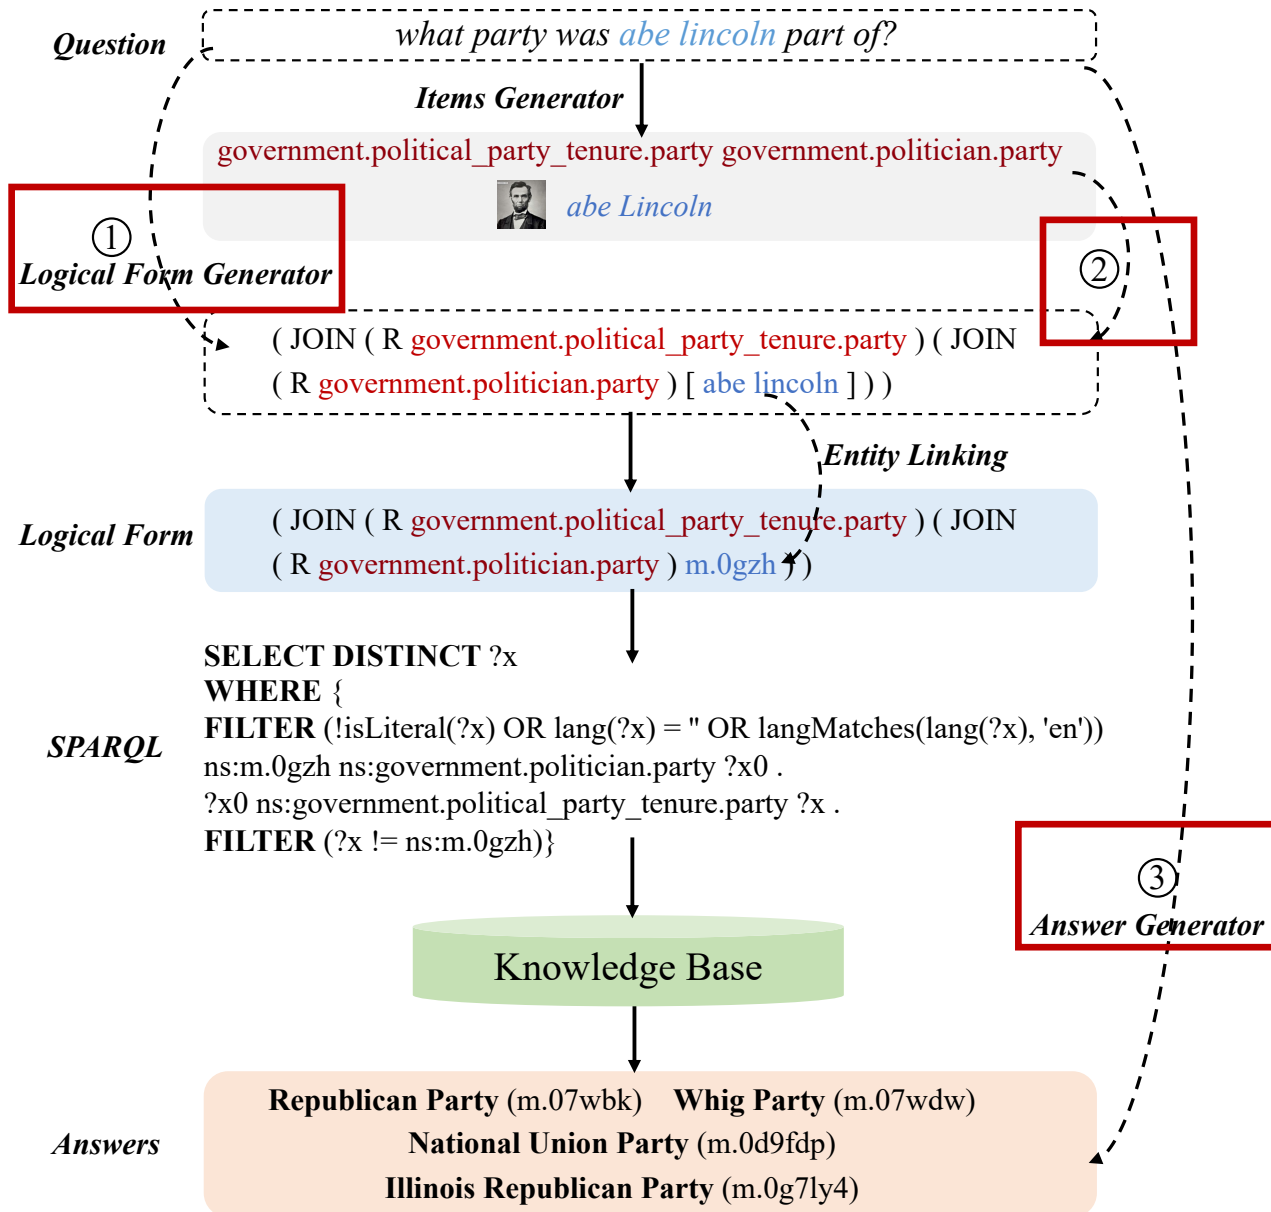 Question
what party was abe lincoln part of?
Items Generator
government.political_party_tenure.party government.politician.party
abe Lincoln
①
Logical Form Generator
②
( JOIN ( R government.political_party_tenure.party ) ( JOIN
( R government.politician.party ) [ abe lincoln ] ) )
Entity Linking
Logical Form
( JOIN ( R government.political_party_tenure.party ) ( JOIN
( R government.politician.party ) m.0gzh ) )
SPARQL
SELECT DISTINCT ?x
WHERE {
FILTER (!isLiteral(?x) OR lang(?x) = '' OR langMatches(lang(?x), 'en'))
ns:m.0gzh ns:government.politician.party ?x0 .
?x0 ns:government.political_party_tenure.party ?x .
FILTER (?x != ns:m.0gzh)}
③
Answer Generator
Knowledge Base
Answers
Republican Party (m.07wbk) Whig Party (m.07wdw)
National Union Party (m.0d9fdp)
Illinois Republican Party (m.0g7ly4)